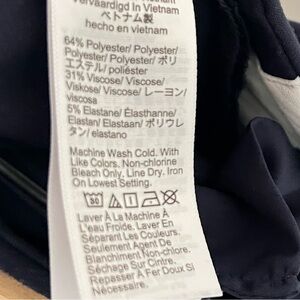 Vervaardigd In Vietnam
ベトナム製
hecho en vietnam
64% Polyester/ Polyester/
Polyester/ Polyester/ ポリ
エステル/ poliéster
31% Viscose/ Viscose/
Viskose/ Viscose/ レーヨン/
viscosa
5% Elastane/ Élasthanne/
Elastan/ Elastaan/ ポリウレ
タン/ elastano
Machine Wash Cold. With
Like Colors. Non-chlorine
Bleach Only. Line Dry. Iron
On Lowest Setting.
30
Laver À La Machine À
L'eau Froide. Laver En
Séparant Les Couleurs.
Seulement Agent De
Blanchiment Non-chlore.
Séchage Sur Cintre.
Repasser À Fer Doux Si
Nécessaire.